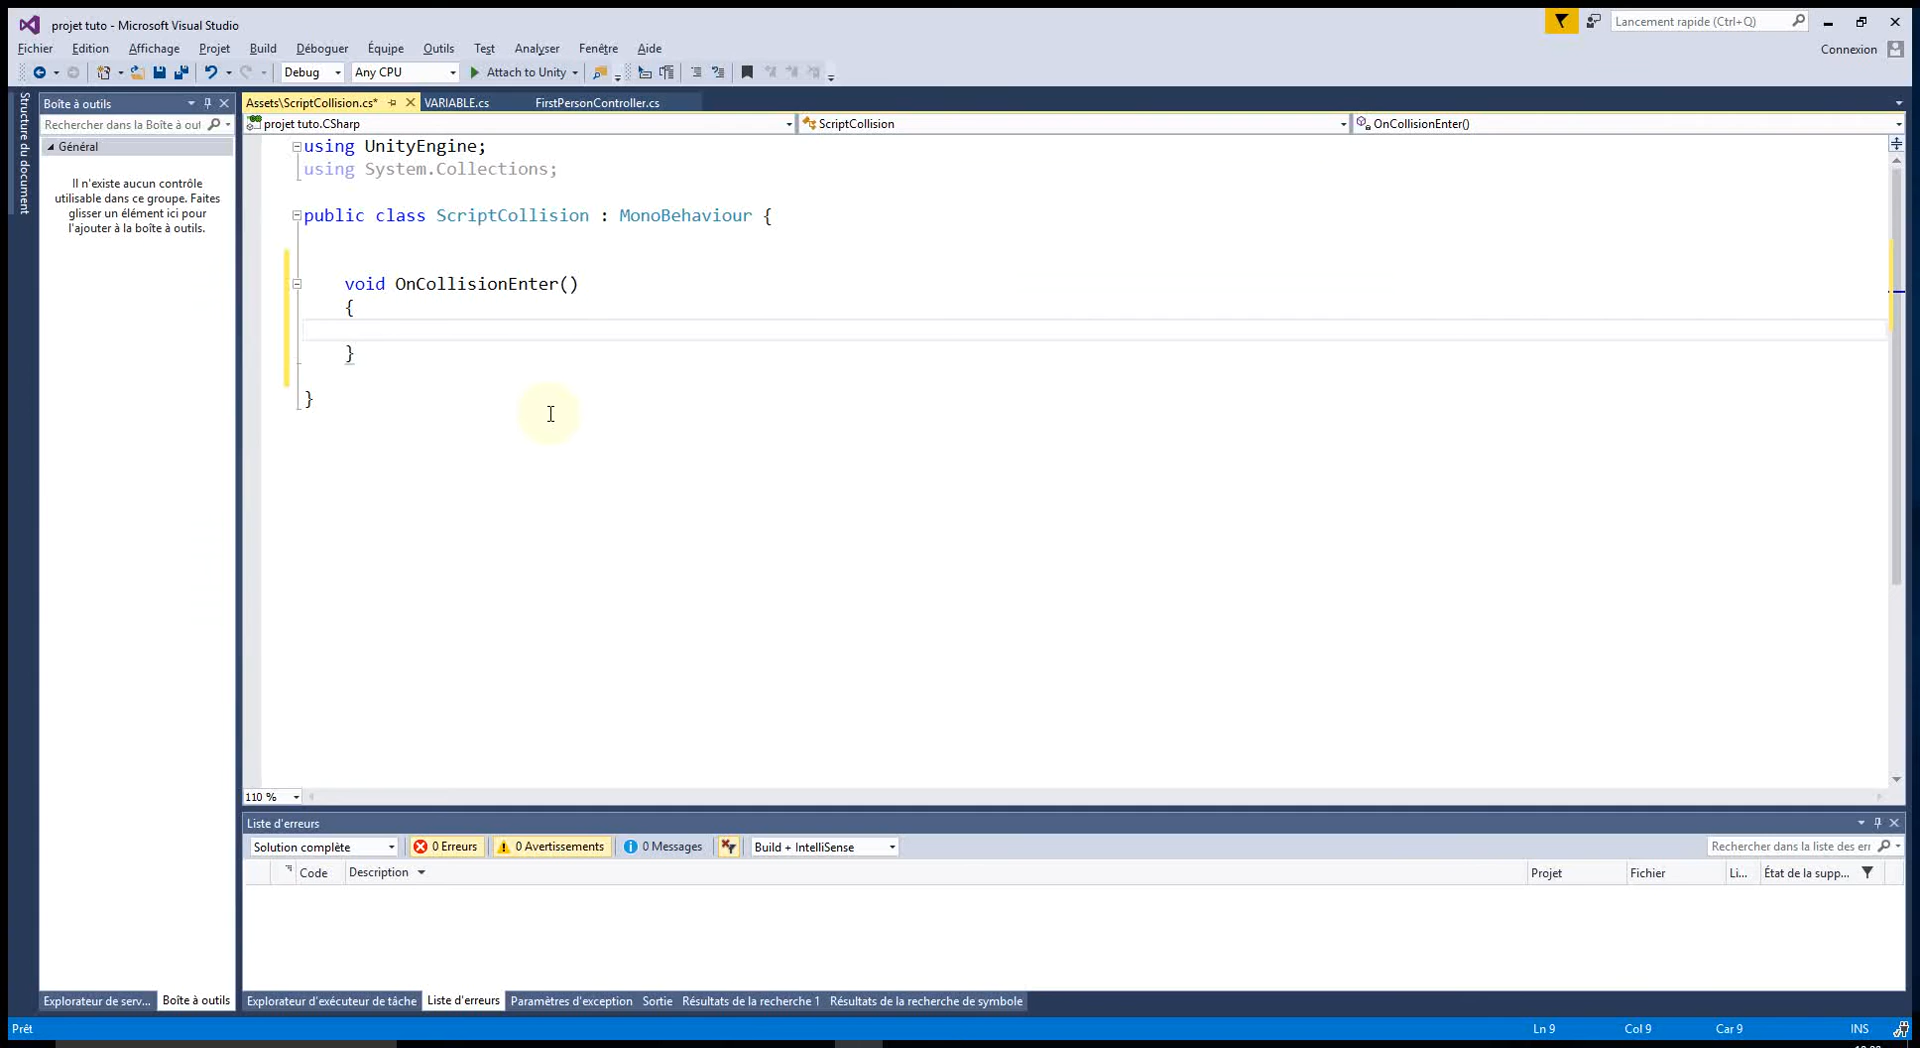 projet tuto - Microsoft Visual Studio
Lancement rapide (Ctrl+Q)
Fichier Edition Affichage Projet Build Déboguer Équipe Outils Test Analyser Fenêtre Aide
Connexion
Debug Any CPU Attach to Unity
Structure du document
Boîte à outils
Rechercher dans la Boîte à out
Général
Il n'existe aucun contrôle
utilisable dans ce groupe. Faites
glisser un élément ici pour
l'ajouter à la boîte à outils.
Assets\ScriptCollision.cs* VARIABLE.cs FirstPersonController.cs
projet tuto.CSharp ScriptCollision OnCollisionEnter()
using UnityEngine;
using System.Collections;
public class ScriptCollision : MonoBehaviour {
void OnCollisionEnter()
{
}
}
110 %
Liste d'erreurs
Solution complète 0 Erreurs 0 Avertissements 0 Messages Build + IntelliSense Rechercher dans la liste des err
Code Description Projet Fichier Li... État de la supp...
Explorateur de serv... Boîte à outils Explorateur d'exécuteur de tâche Liste d'erreurs Paramètres d'exception Sortie Résultats de la recherche 1 Résultats de la recherche de symbole
Prêt Ln 9 Col 9 Car 9 INS